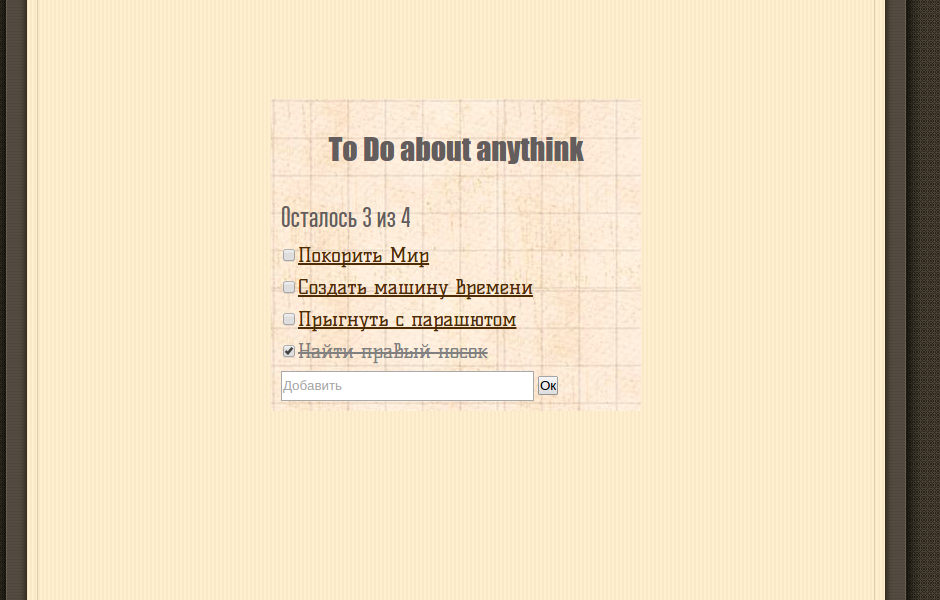 To Do about anythink
Осталось 3 из 4
Покорить Мир
Создать машину времени
Прыгнуть с парашютом
Найти правый носок
Добавить Ок